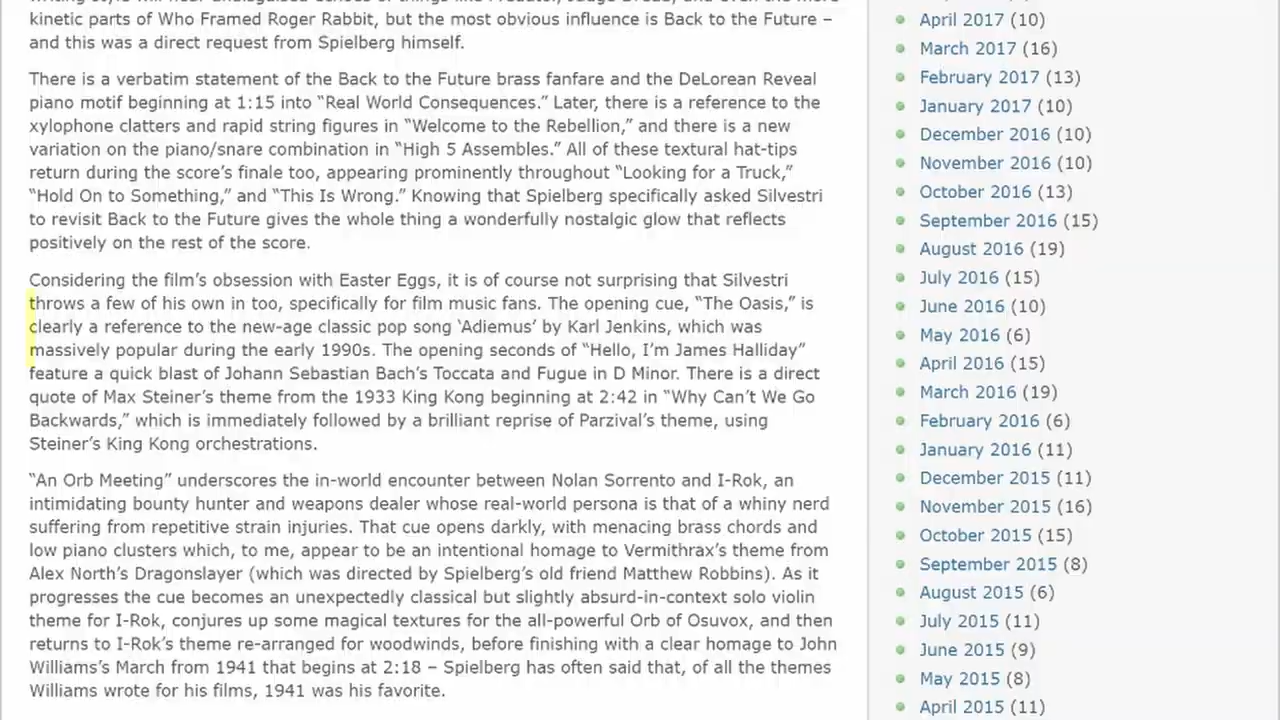 kinetic parts of Who Framed Roger Rabbit, but the most obvious influence is Back to the Future –
and this was a direct request from Spielberg himself.
There is a verbatim statement of the Back to the Future brass fanfare and the DeLorean Reveal
piano motif beginning at 1:15 into “Real World Consequences.” Later, there is a reference to the
xylophone clatters and rapid string figures in “Welcome to the Rebellion,” and there is a new
variation on the piano/snare combination in “High 5 Assembles.” All of these textural hat-tips
return during the score’s finale too, appearing prominently throughout “Looking for a Truck,”
“Hold On to Something,” and “This Is Wrong.” Knowing that Spielberg specifically asked Silvestri
to revisit Back to the Future gives the whole thing a wonderfully nostalgic glow that reflects
positively on the rest of the score.
Considering the film’s obsession with Easter Eggs, it is of course not surprising that Silvestri
throws a few of his own in too, specifically for film music fans. The opening cue, “The Oasis,” is
clearly a reference to the new-age classic pop song ‘Adiemus’ by Karl Jenkins, which was
massively popular during the early 1990s. The opening seconds of “Hello, I’m James Halliday”
feature a quick blast of Johann Sebastian Bach’s Toccata and Fugue in D Minor. There is a direct
quote of Max Steiner’s theme from the 1933 King Kong beginning at 2:42 in “Why Can’t We Go
Backwards,” which is immediately followed by a brilliant reprise of Parzival’s theme, using
Steiner’s King Kong orchestrations.
“An Orb Meeting” underscores the in-world encounter between Nolan Sorrento and I-Rok, an
intimidating bounty hunter and weapons dealer whose real-world persona is that of a whiny nerd
suffering from repetitive strain injuries. That cue opens darkly, with menacing brass chords and
low piano clusters which, to me, appear to be an intentional homage to Vermithrax’s theme from
Alex North’s Dragonslayer (which was directed by Spielberg’s old friend Matthew Robbins). As it
progresses the cue becomes an unexpectedly classical but slightly absurd-in-context solo violin
theme for I-Rok, conjures up some magical textures for the all-powerful Orb of Osuvox, and then
returns to I-Rok’s theme re-arranged for woodwinds, before finishing with a clear homage to John
Williams’s March from 1941 that begins at 2:18 – Spielberg has often said that, of all the themes
Williams wrote for his films, 1941 was his favorite.
April 2017 (10)
March 2017 (16)
February 2017 (13)
January 2017 (10)
December 2016 (10)
November 2016 (10)
October 2016 (13)
September 2016 (15)
August 2016 (19)
July 2016 (15)
June 2016 (10)
May 2016 (6)
April 2016 (15)
March 2016 (19)
February 2016 (6)
January 2016 (11)
December 2015 (11)
November 2015 (16)
October 2015 (15)
September 2015 (8)
August 2015 (6)
July 2015 (11)
June 2015 (9)
May 2015 (8)
April 2015 (11)